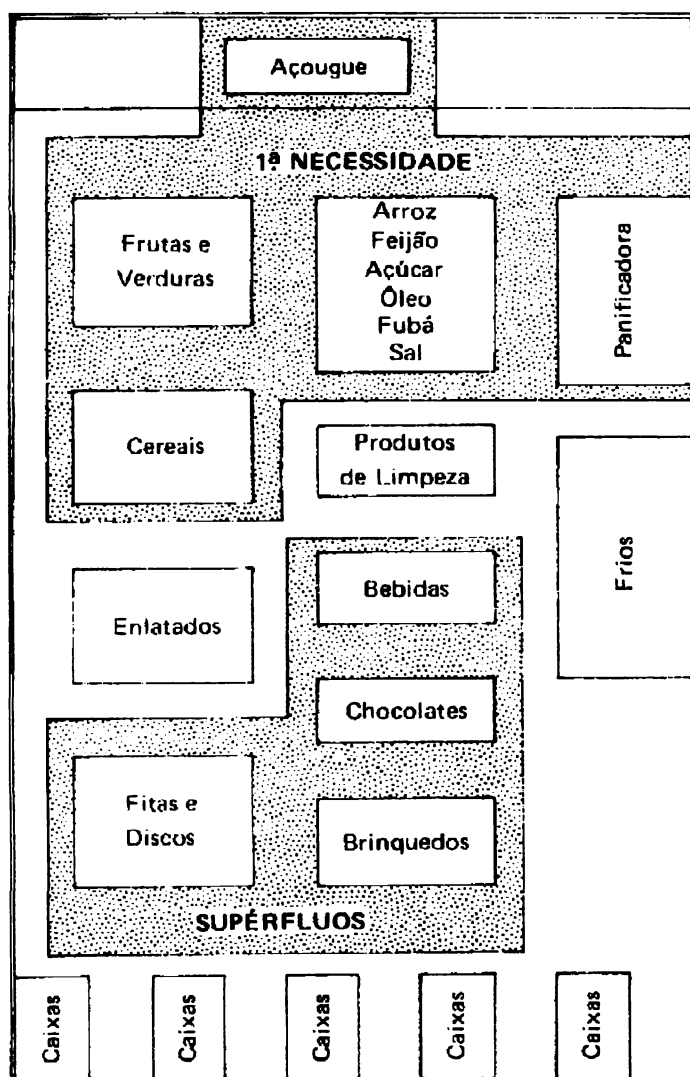 Açougue
1ª NECESSIDADE
Frutas e
Verduras
Arroz
Feijão
Açúcar
Óleo
Fubá
Sal
Panificadora
Cereais
Produtos
de Limpeza
Frios
Enlatados
Bebidas
Chocolates
Fitas e
Discos
Brinquedos
SUPÉRFLUOS
Caixas
Caixas
Caixas
Caixas
Caixas